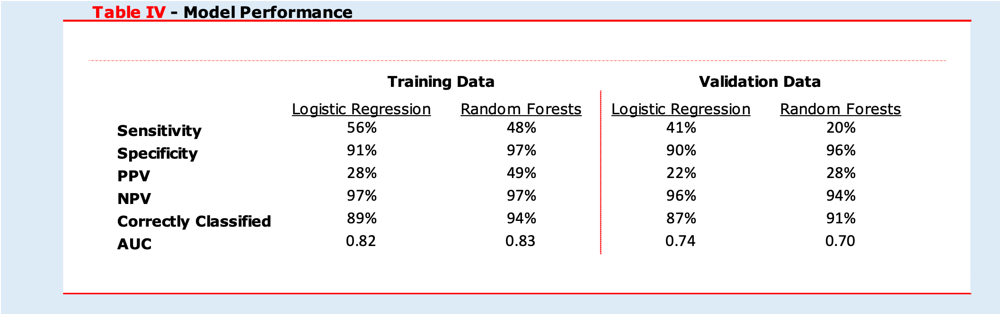 Table IV - Model Performance
Training Data Validation Data
Logistic Regression Random Forests Logistic Regression Random Forests
Sensitivity 56% 48% 41% 20%
Specificity 91% 97% 90% 96%
PPV 28% 49% 22% 28%
NPV 97% 97% 96% 94%
Correctly Classified 89% 94% 87% 91%
AUC 0.82 0.83 0.74 0.70